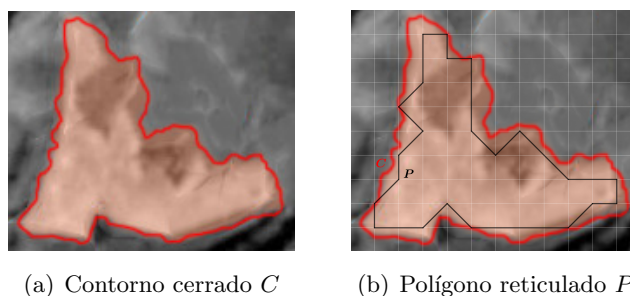 C
P
(a) Contorno cerrado C
(b) Polígono reticulado P